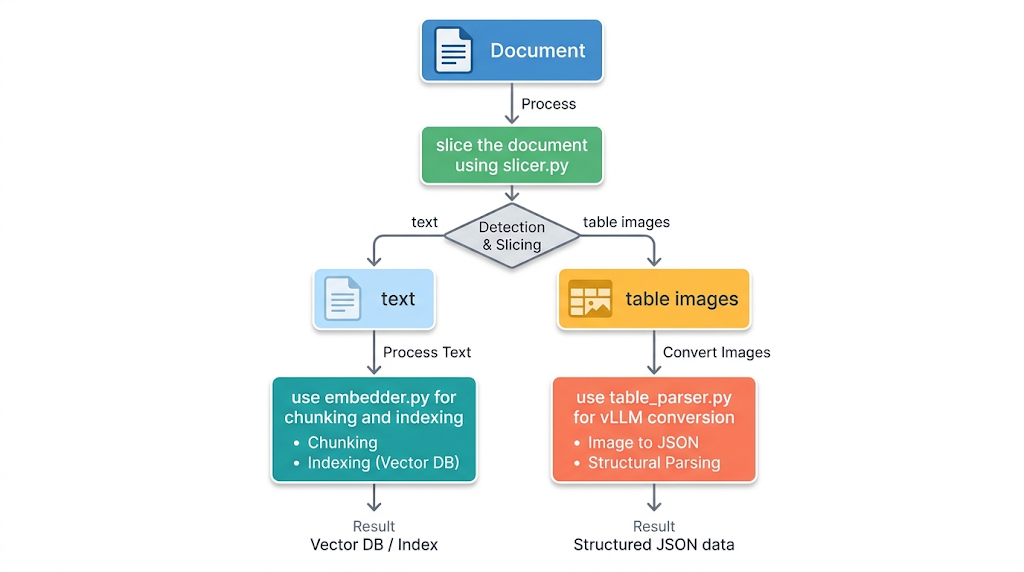 Document
Process
slice the document
using slicer.py
text
Detection
& Slicing
table images
text
table images
Process Text
Convert Images
use embedder.py for
chunking and indexing
• Chunking
• Indexing (Vector DB)
use table_parser.py
for vLLM conversion
• Image to JSON
• Structural Parsing
Result
Vector DB / Index
Result
Structured JSON data